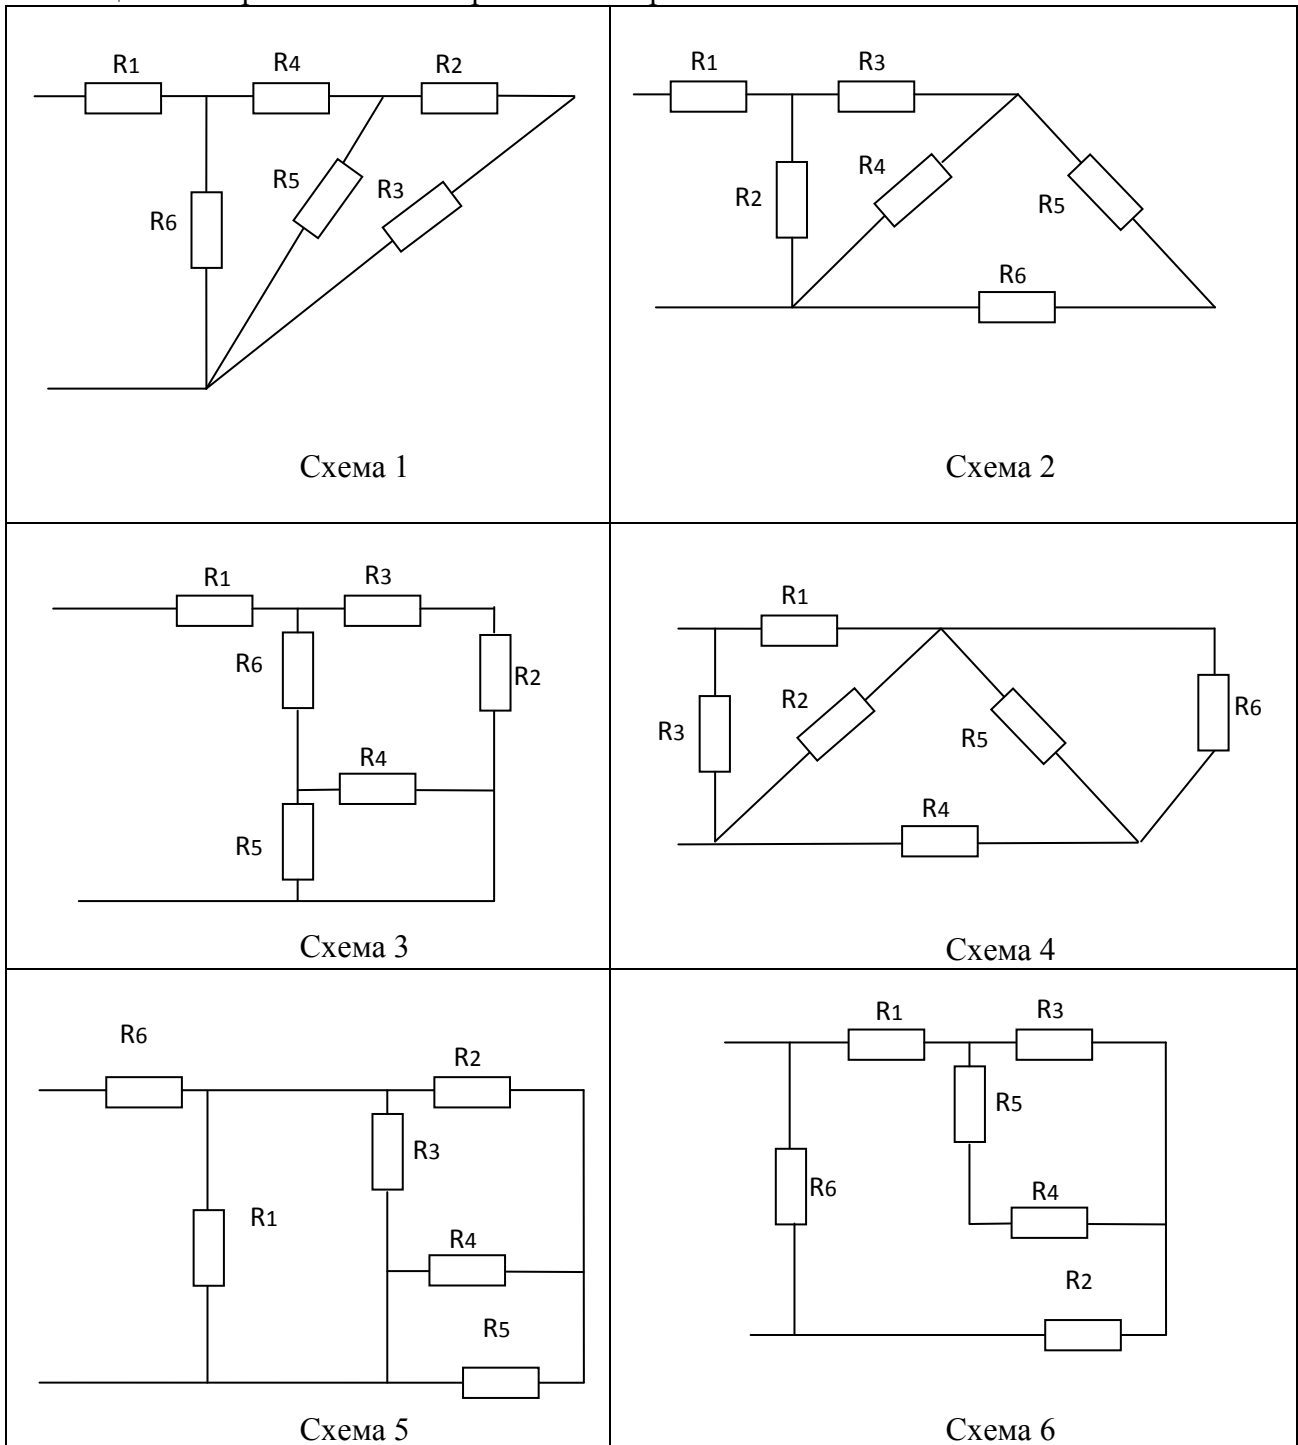 R1 R4 R2
R5 R3
R6
Схема 1
R1 R3
R4
R2 R5
R6
Схема 2
R1 R3
R6 R2
R4
R5
Схема 3
R1
R2 R6
R3 R5
R4
Схема 4
R6
R2
R3
R1
R4
R5
Схема 5
R1 R3
R5
R6 R4
R2
Схема 6